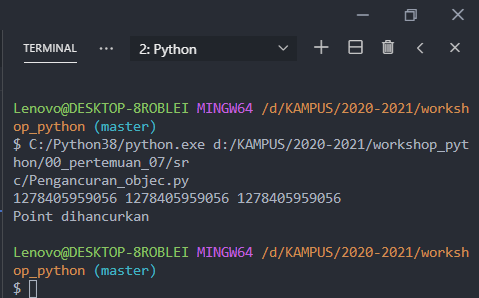 TERMINAL ... 2: Python
Lenovo@DESKTOP-8ROBLEI MINGW64 /d/KAMPUS/2020-2021/worksh
op_python (master)
$ C:/Python38/python.exe d:/KAMPUS/2020-2021/workshop_pyt
hon/00_pertemuan_07/sr
c/Pengancuran_objec.py
1278405959056 1278405959056 1278405959056
Point dihancurkan
Lenovo@DESKTOP-8ROBLEI MINGW64 /d/KAMPUS/2020-2021/worksh
op_python (master)
$